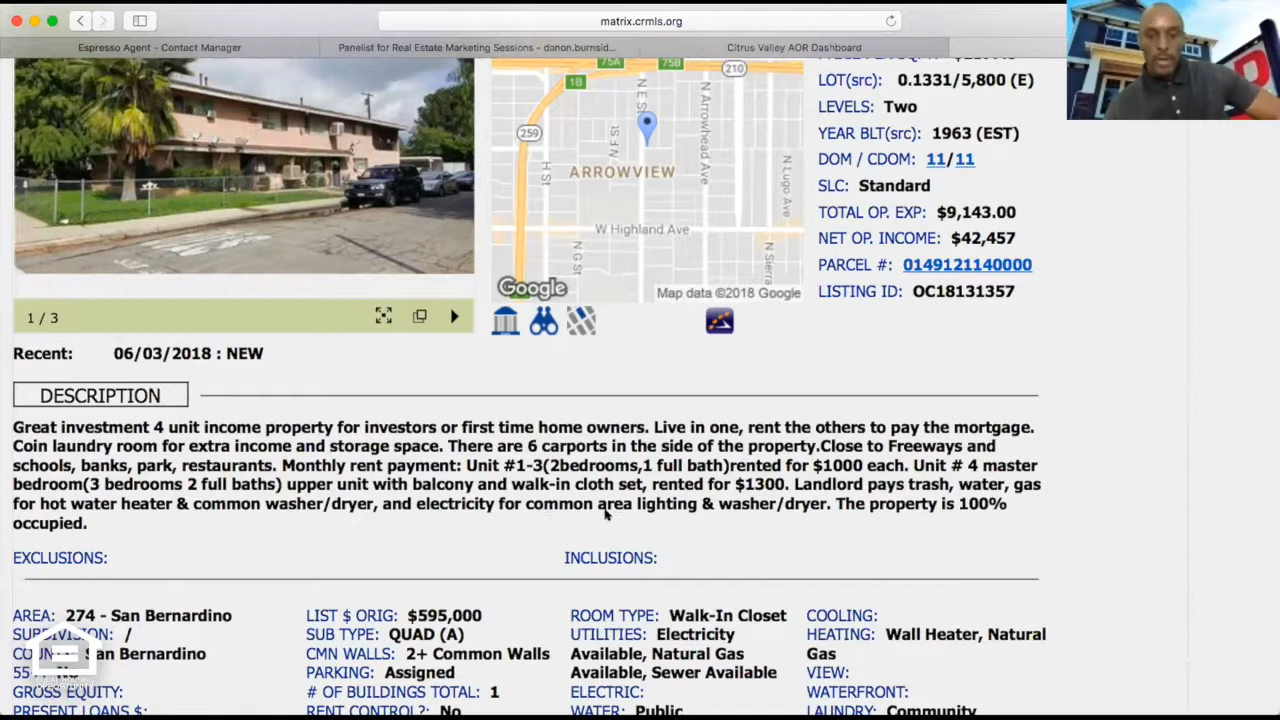 matrix.crmls.org
Espresso Agent - Contact Manager
Panelist for Real Estate Marketing Sessions - danon.burnsid...
Citrus Valley AOR Dashboard
LOT(src): 0.1331/5,800 (E)
LEVELS: Two
YEAR BLT(src): 1963 (EST)
DOM / CDOM: 11/11
SLC: Standard
TOTAL OP. EXP: $9,143.00
NET OP. INCOME: $42,457
PARCEL #: 0149121140000
LISTING ID: OC18131357
75A
75B
210
1B
259
N E S
N F S
N Arrowhead Ave
H St
ARROWVIEW
N Lugo Ave
W Highland Ave
N G St
N Sierra
Google
Map data ©2018 Google
1 / 3
Recent: 06/03/2018 : NEW
DESCRIPTION
Great investment 4 unit income property for investors or first time home owners. Live in one, rent the others to pay the mortgage.
Coin laundry room for extra income and storage space. There are 6 carports in the side of the property.Close to Freeways and
schools, banks, park, restaurants. Monthly rent payment: Unit #1-3(2bedrooms,1 full bath)rented for $1000 each. Unit # 4 master
bedroom(3 bedrooms 2 full baths) upper unit with balcony and walk-in cloth set, rented for $1300. Landlord pays trash, water, gas
for hot water heater & common washer/dryer, and electricity for common area lighting & washer/dryer. The property is 100%
occupied.
EXCLUSIONS: INCLUSIONS:
AREA: 274 - San Bernardino
SUBDIVISION: /
San Bernardino
GROSS EQUITY:
PRESENT LOANS $:
LIST $ ORIG: $595,000
SUB TYPE: QUAD (A)
CMN WALLS: 2+ Common Walls
PARKING: Assigned
# OF BUILDINGS TOTAL: 1
RENT CONTROL?: No
ROOM TYPE: Walk-In Closet
UTILITIES: Electricity
Available, Natural Gas
Available, Sewer Available
ELECTRIC:
WATER: Public
COOLING:
HEATING: Wall Heater, Natural
Gas
VIEW:
WATERFRONT:
LAUNDRY: Community